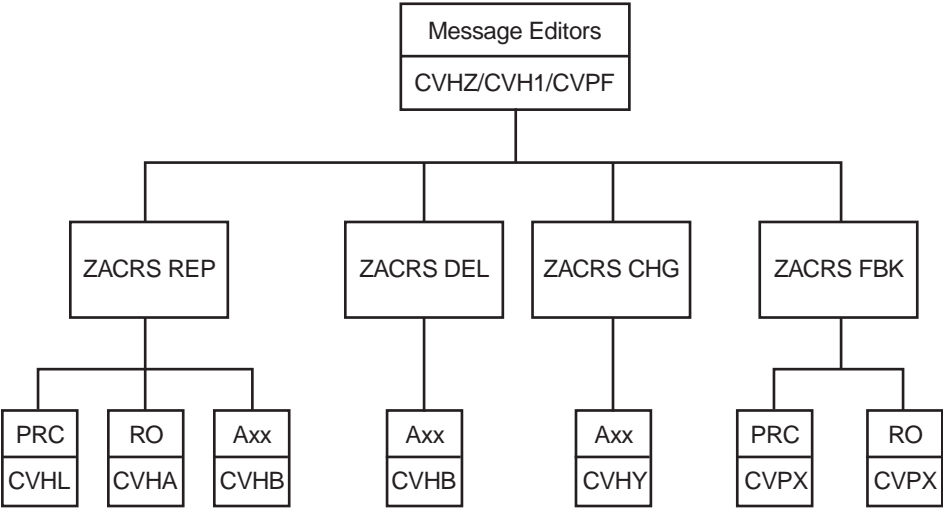 Message Editors
CVHZ/CVH1/CVPF
ZACRS REP
ZACRS DEL
ZACRS CHG
ZACRS FBK
PRC
CVHL
RO
CVHA
Axx
CVHB
Axx
CVHB
Axx
CVHY
PRC
CVPX
RO
CVPX